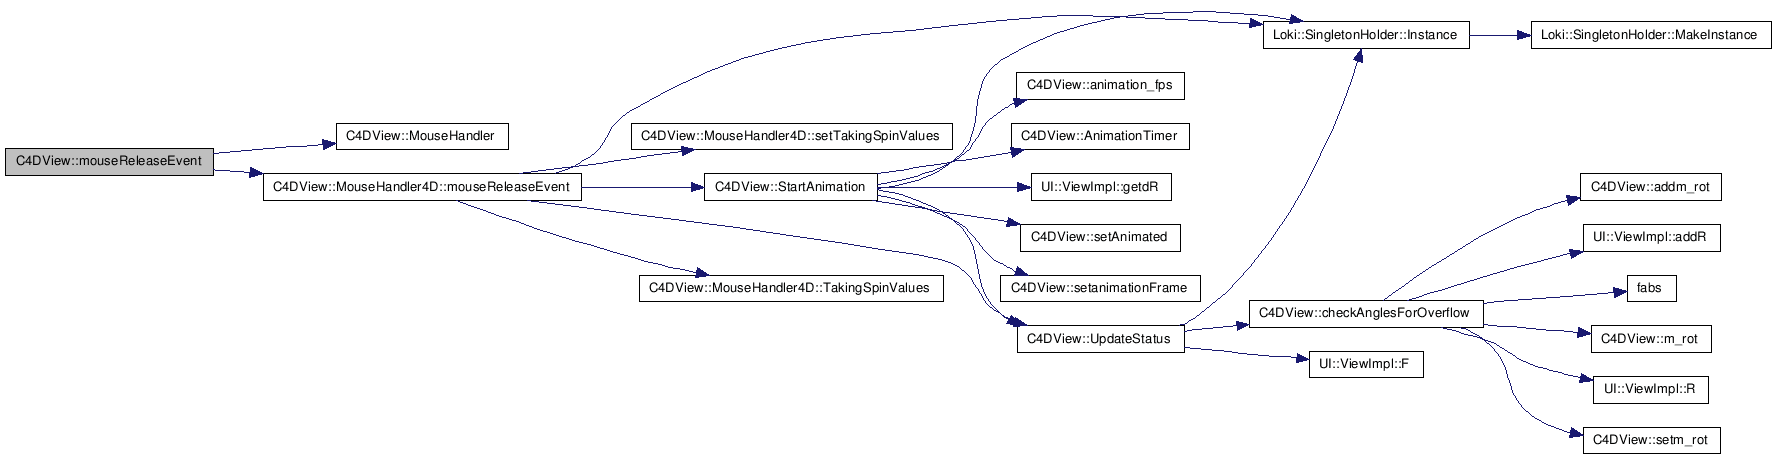 C4DView::mouseReleaseEvent
C4DView::MouseHandler
C4DView::MouseHandler4D::mouseReleaseEvent
C4DView::MouseHandler4D::setTakingSpinValues
C4DView::StartAnimation
C4DView::MouseHandler4D::TakingSpinValues
Loki::SingletonHolder::Instance
Loki::SingletonHolder::MakeInstance
C4DView::animation_fps
C4DView::AnimationTimer
UI::ViewImpl::getdR
C4DView::setAnimated
C4DView::setanimationFrame
C4DView::UpdateStatus
C4DView::checkAnglesForOverflow
UI::ViewImpl::F
C4DView::addm_rot
UI::ViewImpl::addR
fabs
C4DView::m_rot
UI::ViewImpl::R
C4DView::setm_rot